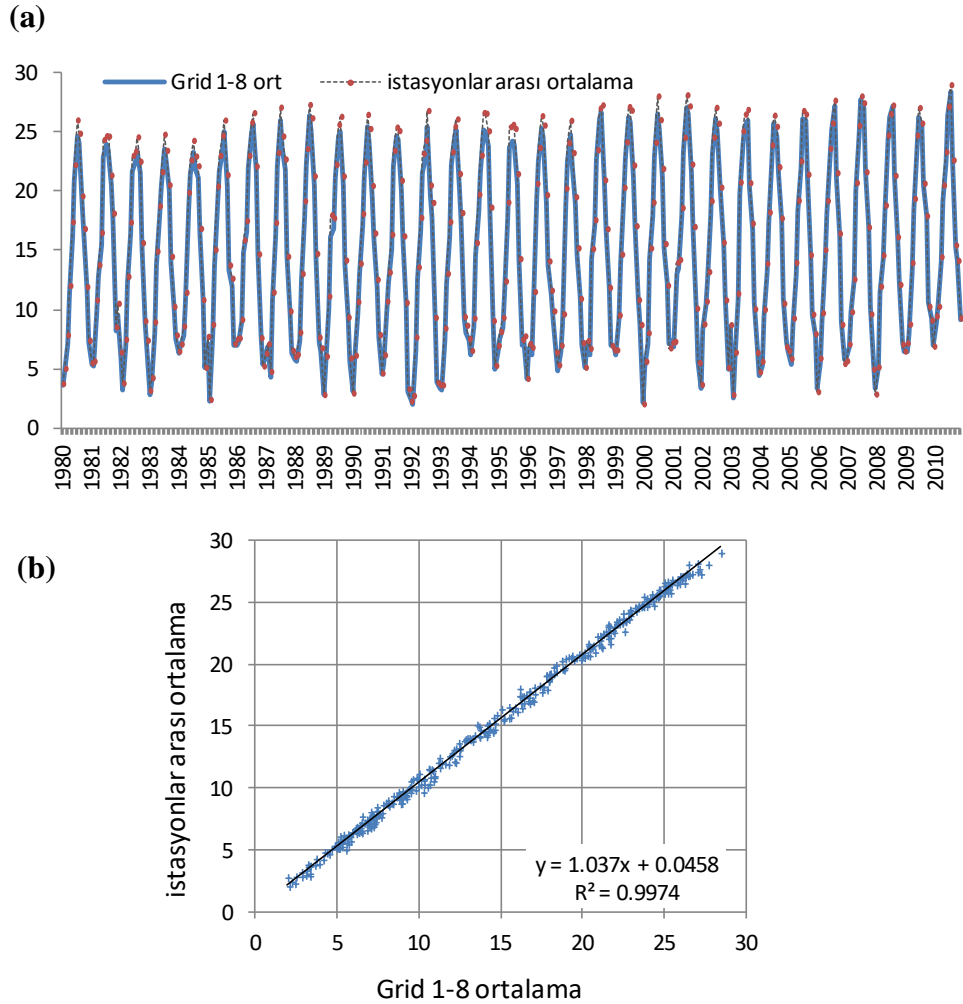 (a)
30
25
20
15
10
5
0
Grid 1-8 ort istasyonlar arası ortalama
1980 1981 1982 1983 1984 1985 1986 1987 1988 1989 1990 1991 1992 1993 1994 1995 1996 1997 1998 1999 2000 2001 2002 2003 2004 2005 2006 2007 2008 2009 2010
(b)
istasyonlar arası ortalama
30
25
20
15
10
5
0
y = 1.037x + 0.0458
R² = 0.9974
0 5 10 15 20 25 30
Grid 1-8 ortalama